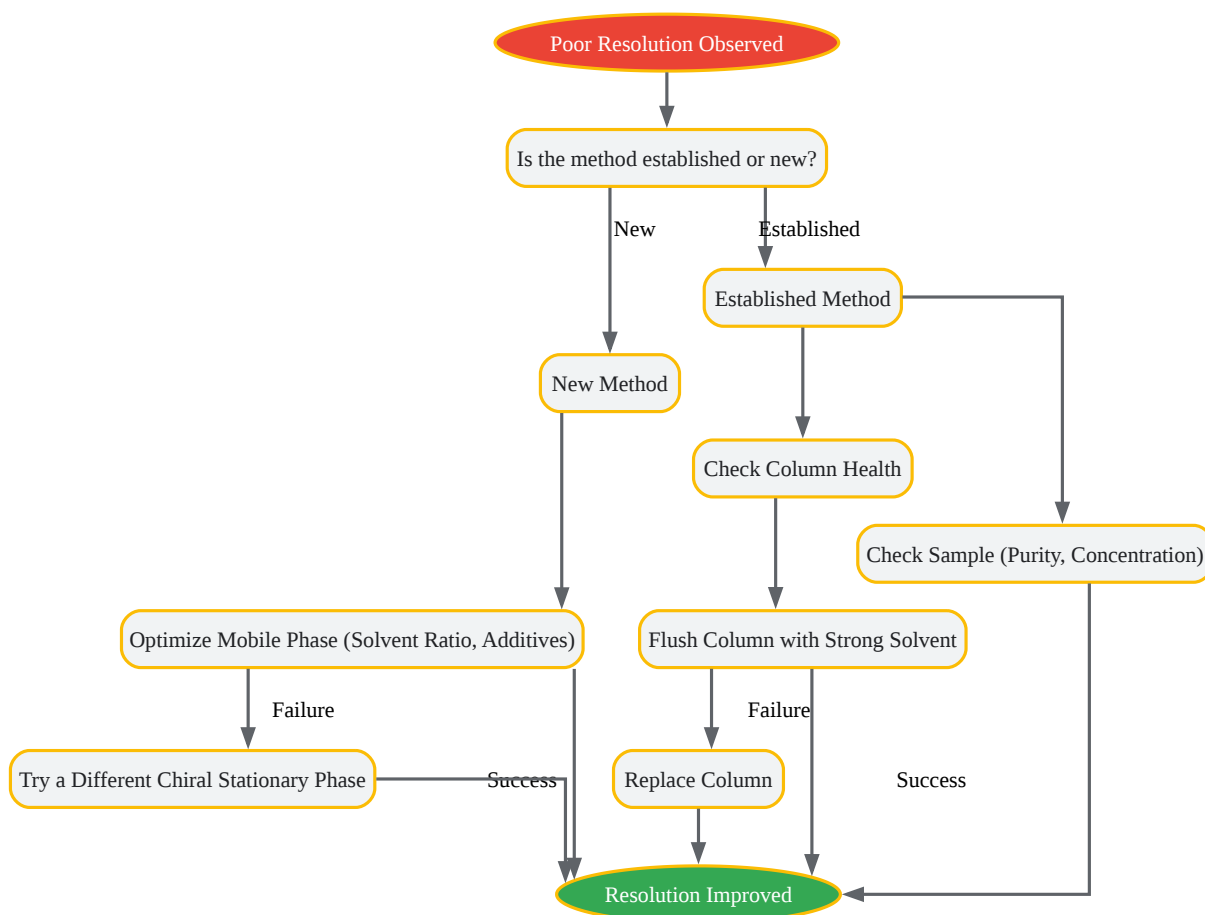 Poor Resolution Observed
Is the method established or new?
New
Established
Established Method
New Method
Check Column Health
Check Sample (Purity, Concentration)
Optimize Mobile Phase (Solvent Ratio, Additives)
Flush Column with Strong Solvent
Failure
Failure
Try a Different Chiral Stationary Phase
Success
Replace Column
Success
Resolution Improved